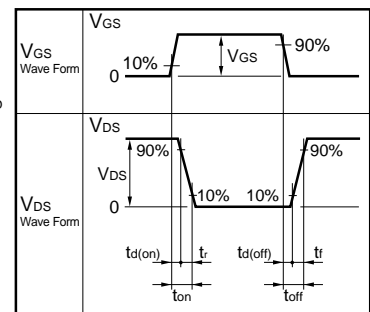 VGS
Wave Form
VGS
10%
0
VGS
90%
VDS
Wave Form
VDS
90%
VDS
0
10%
10%
90%
td(on)
tr
td(off)
tf
ton
toff